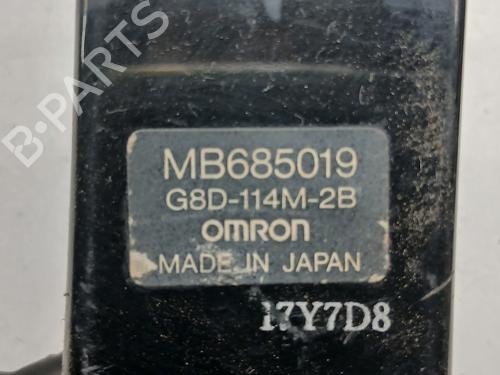 B-PARTS
MB685019
G8D-114M-2B
omron
MADE IN JAPAN
17Y7D8